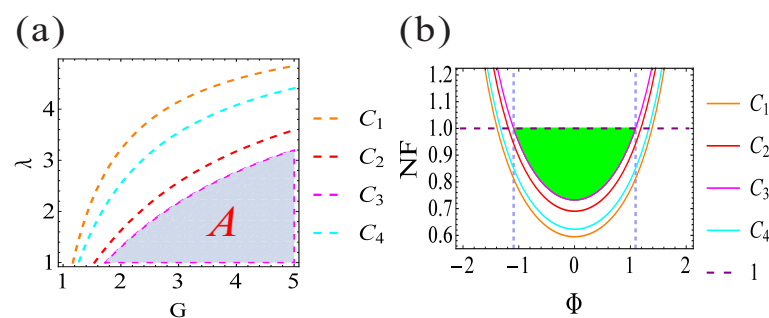 (a)
λ
4
3
2
1
1 2 3 4 5
G
A
C1
C2
C3
C4
(b)
NF
1.2
1.1
1.0
0.9
0.8
0.7
0.6
-2 -1 0 1 2
Φ
C1
C2
C3
C4
1